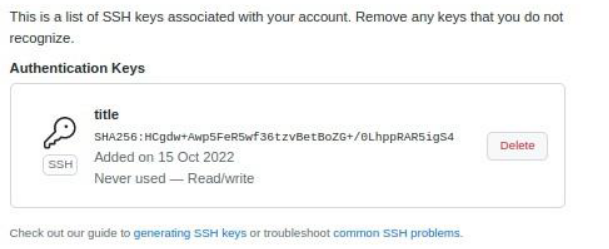 This is a list of SSH keys associated with your account. Remove any keys that you do not
recognize.
Authentication Keys
title
SHA256:HCgdw+Awp5FeR5wf36tzvBetBoZG+/0LhppRAR5igS4
SSH
Added on 15 Oct 2022
Never used — Read/write
Delete
Check out our guide to generating SSH keys or troubleshoot common SSH problems.